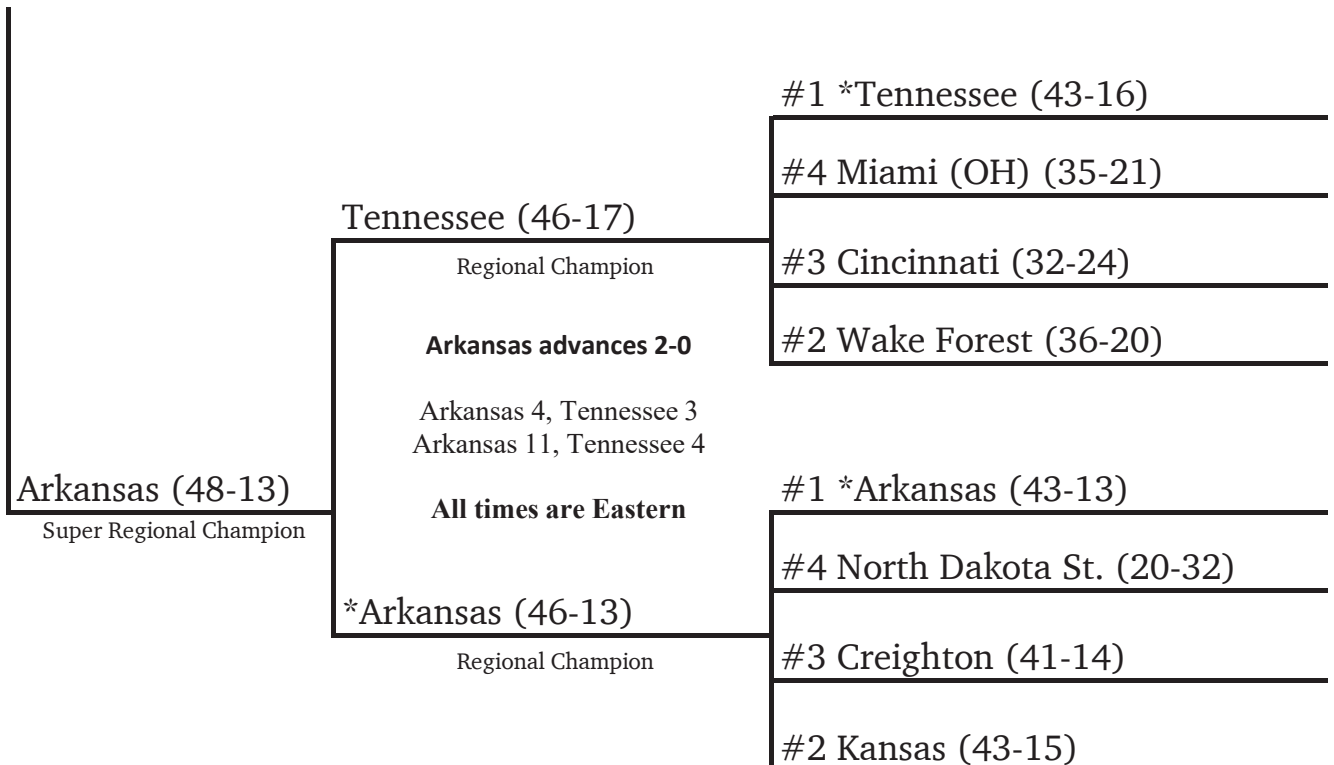 #1 *Tennessee (43-16)
#4 Miami (OH) (35-21)
Tennessee (46-17)
Regional Champion
#3 Cincinnati (32-24)
Arkansas advances 2-0
#2 Wake Forest (36-20)
Arkansas 4, Tennessee 3
Arkansas 11, Tennessee 4
Arkansas (48-13)
Super Regional Champion
All times are Eastern
#1 *Arkansas (43-13)
#4 North Dakota St. (20-32)
*Arkansas (46-13)
Regional Champion
#3 Creighton (41-14)
#2 Kansas (43-15)